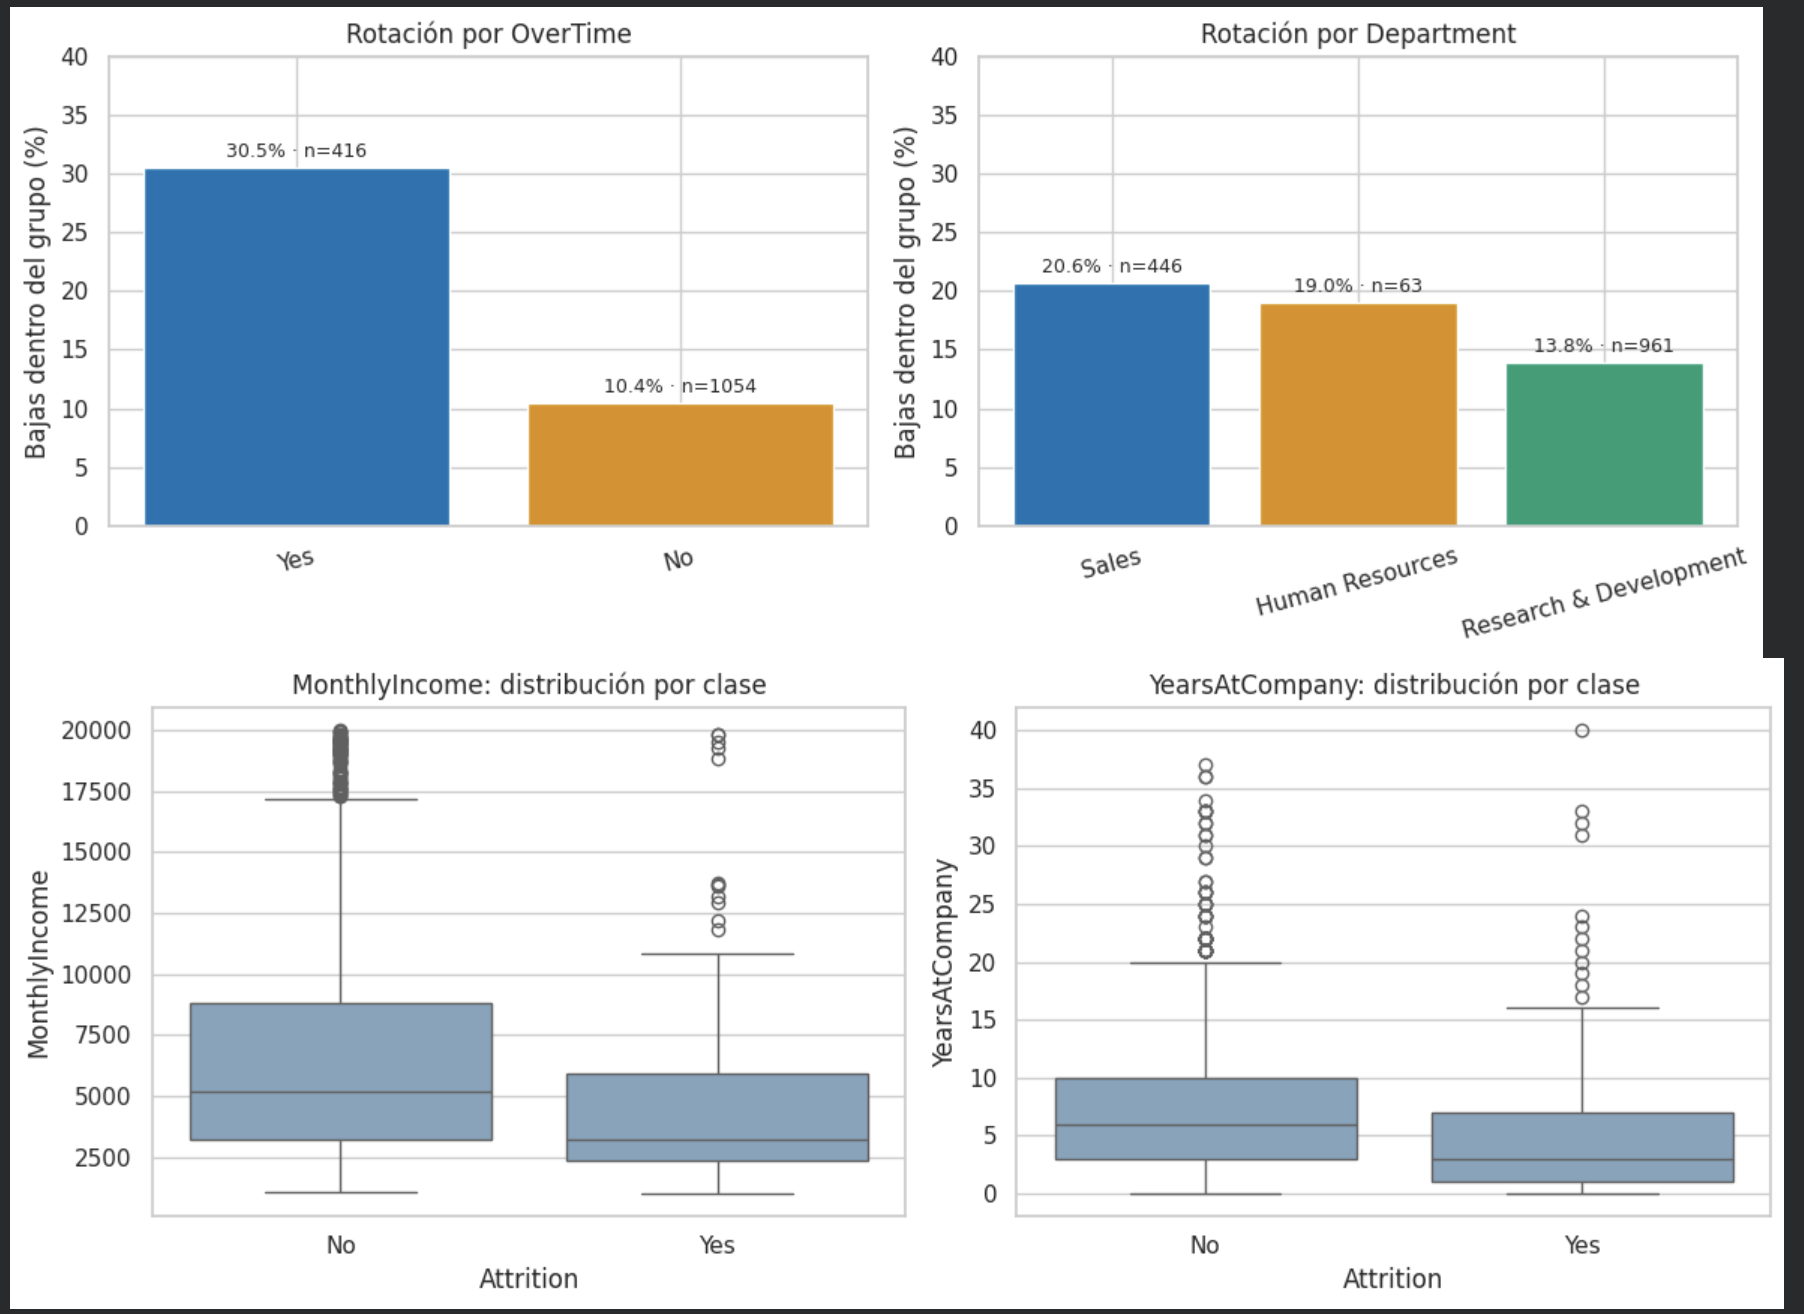 Rotación por OverTime
Bajas dentro del grupo (%)
40
35
30
25
20
15
10
5
0
30.5% · n=416
10.4% · n=1054
Yes
No
Rotación por Department
Bajas dentro del grupo (%)
40
35
30
25
20
15
10
5
0
20.6% · n=446
19.0% · n=63
13.8% · n=961
Sales
Human Resources
Research & Development
MonthlyIncome: distribución por clase
MonthlyIncome
20000
17500
15000
12500
10000
7500
5000
2500
No
Yes
Attrition
YearsAtCompany: distribución por clase
YearsAtCompany
40
35
30
25
20
15
10
5
0
No
Yes
Attrition